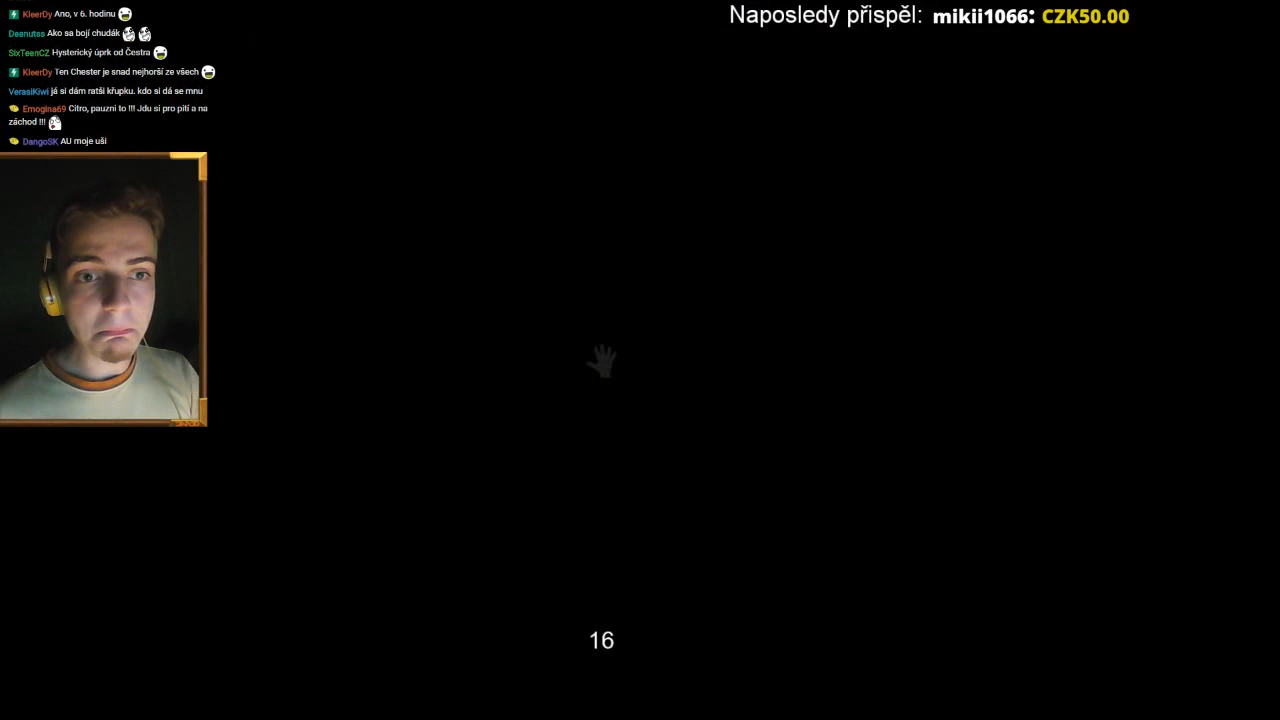 KleerDy Ano, v 6. hodinu
Deanutss Ako sa bojí chudák
SixTeenCZ Hysterický úprk od Čestra
KleerDy Ten Chester je snad nejhorší ze všech
VerasiKiwi já si dám ratši křupku. kdo si dá se mnu
Emogina69 Citro, pauzni to !!! Jdu si pro pití a na
záchod !!!
DangoSK AU moje uši
Naposledy přispěl: mikii1066: CZK50.00
16